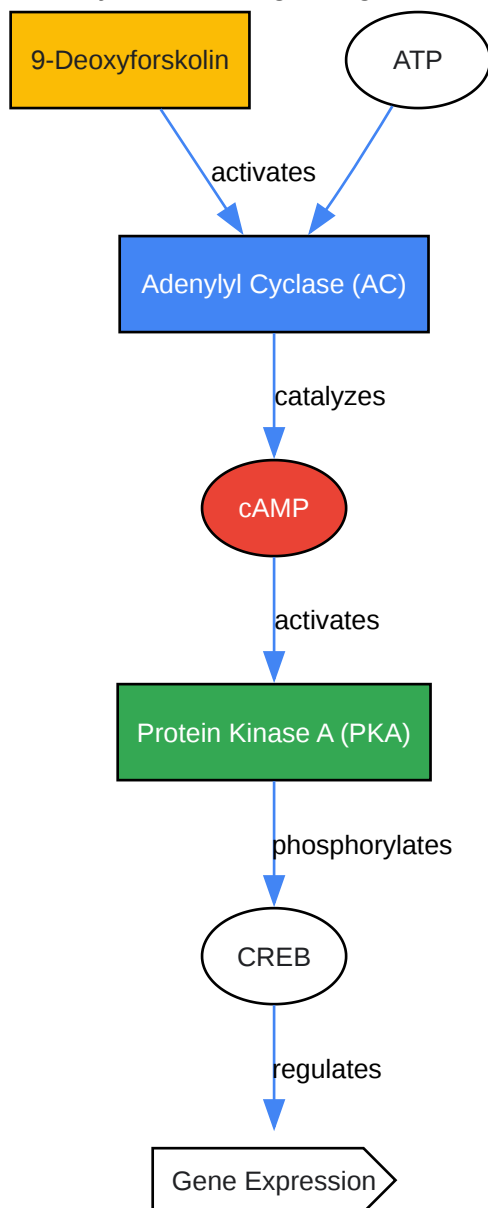 9-Deoxyforskolin
ATP
activates
Adenylyl Cyclase (AC)
catalyzes
cAMP
activates
Protein Kinase A (PKA)
phosphorylates
CREB
regulates
Gene Expression